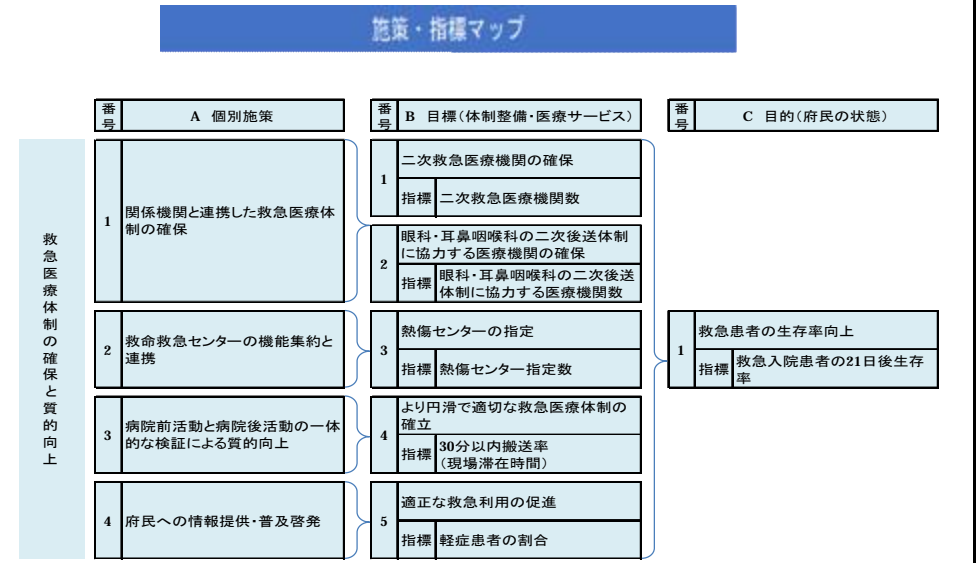 施策・指標マップ
番号
A 個別施策
番号
B 目標(体制整備・医療サービス)
番号
C 目的(府民の状態)
救急医療体制の確保と質的向上
1
関係機関と連携した救急医療体
制の確保
2
救命救急センターの機能集約と
連携
3
病院前活動と病院後活動の一体
的な検証による質的向上
4
府民への情報提供・普及啓発
1
二次救急医療機関の確保
指標
二次救急医療機関数
2
眼科・耳鼻咽喉科の二次後送体制
に協力する医療機関の確保
指標
眼科・耳鼻咽喉科の二次後送
体制に協力する医療機関数
3
熱傷センターの指定
指標
熱傷センター指定数
4
より円滑で適切な救急医療体制の
確立
指標
30分以内搬送率
(現場滞在時間)
5
適正な救急利用の促進
指標
軽症患者の割合
1
救急患者の生存率向上
指標
救急入院患者の21日後生存
率